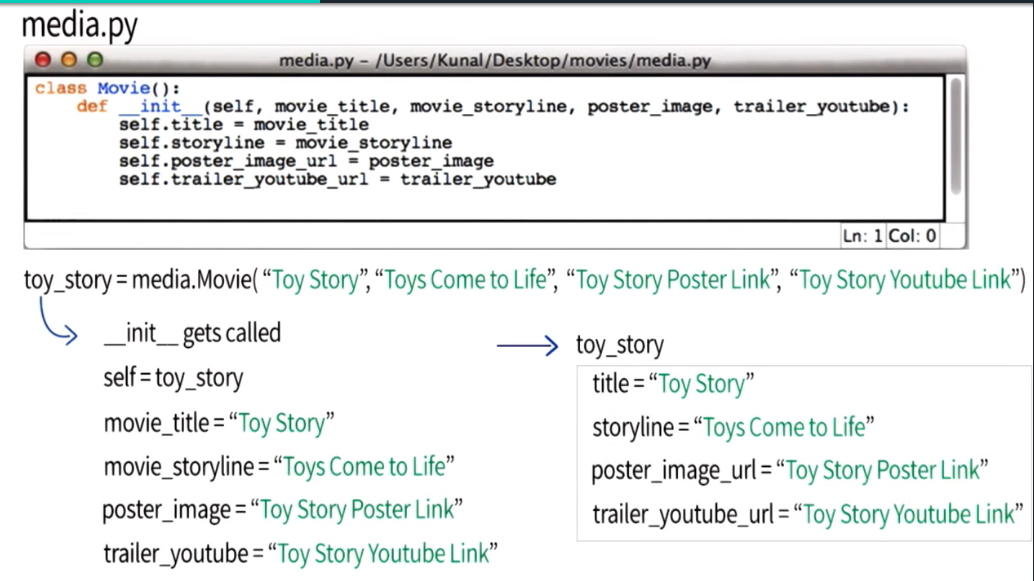 media.py
media.py – /Users/Kunal/Desktop/movies/media.py
class Movie():
    def __init__(self, movie_title, movie_storyline, poster_image, trailer_youtube):
        self.title = movie_title
        self.storyline = movie_storyline
        self.poster_image_url = poster_image
        self.trailer_youtube_url = trailer_youtube
Ln: 1 Col: 0
toy_story = media.Movie( “Toy Story”, “Toys Come to Life”, “Toy Story Poster Link”, “Toy Story Youtube Link”)
__init__ gets called
self = toy_story
movie_title = “Toy Story”
movie_storyline = “Toys Come to Life”
poster_image = “Toy Story Poster Link”
trailer_youtube = “Toy Story Youtube Link”
toy_story
title = “Toy Story”
storyline = “Toys Come to Life”
poster_image_url = “Toy Story Poster Link”
trailer_youtube_url = “Toy Story Youtube Link”